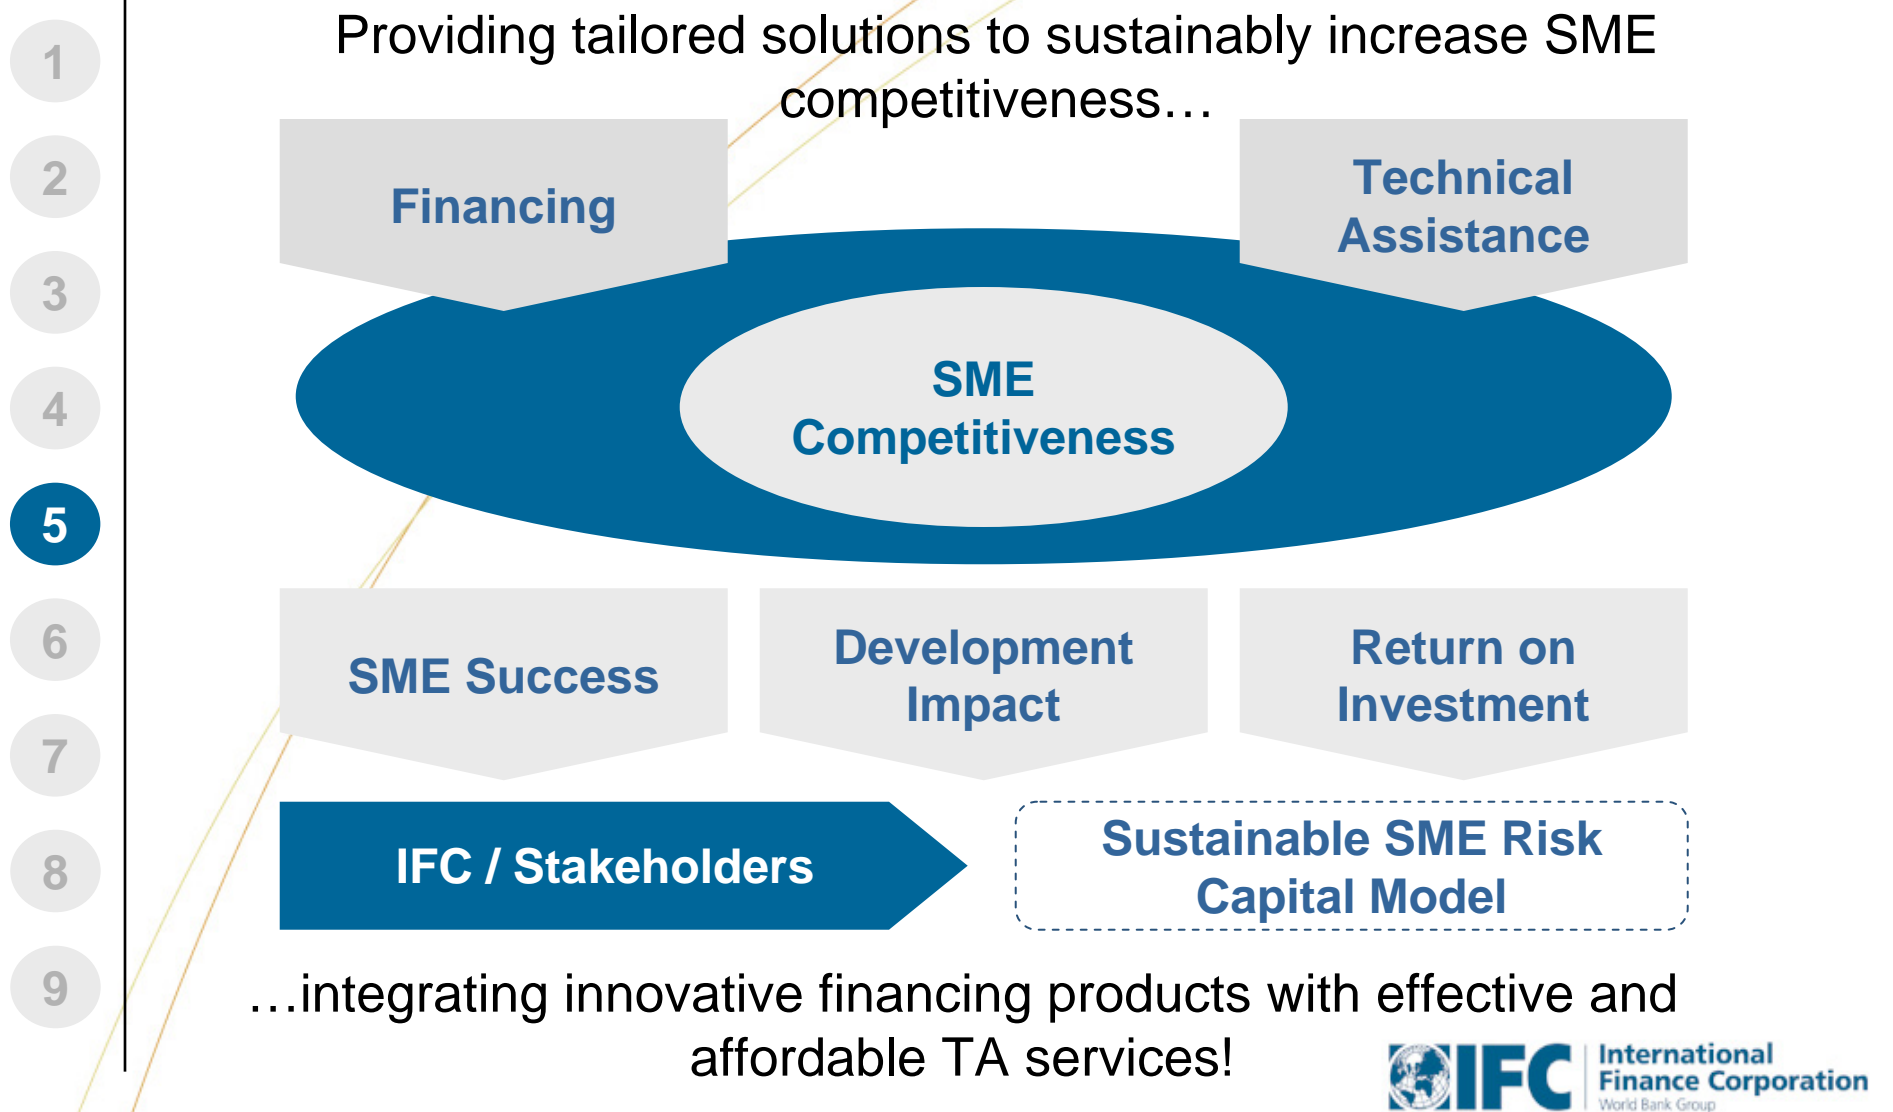 Providing tailored solutions to sustainably increase SME
competitiveness…
1
2
3
4
5
6
7
8
9
Financing
Technical
Assistance
SME
Competitiveness
SME Success
Development
Impact
Return on
Investment
IFC / Stakeholders
Sustainable SME Risk
Capital Model
…integrating innovative financing products with effective and
affordable TA services!
IFC
International
Finance Corporation
World Bank Group